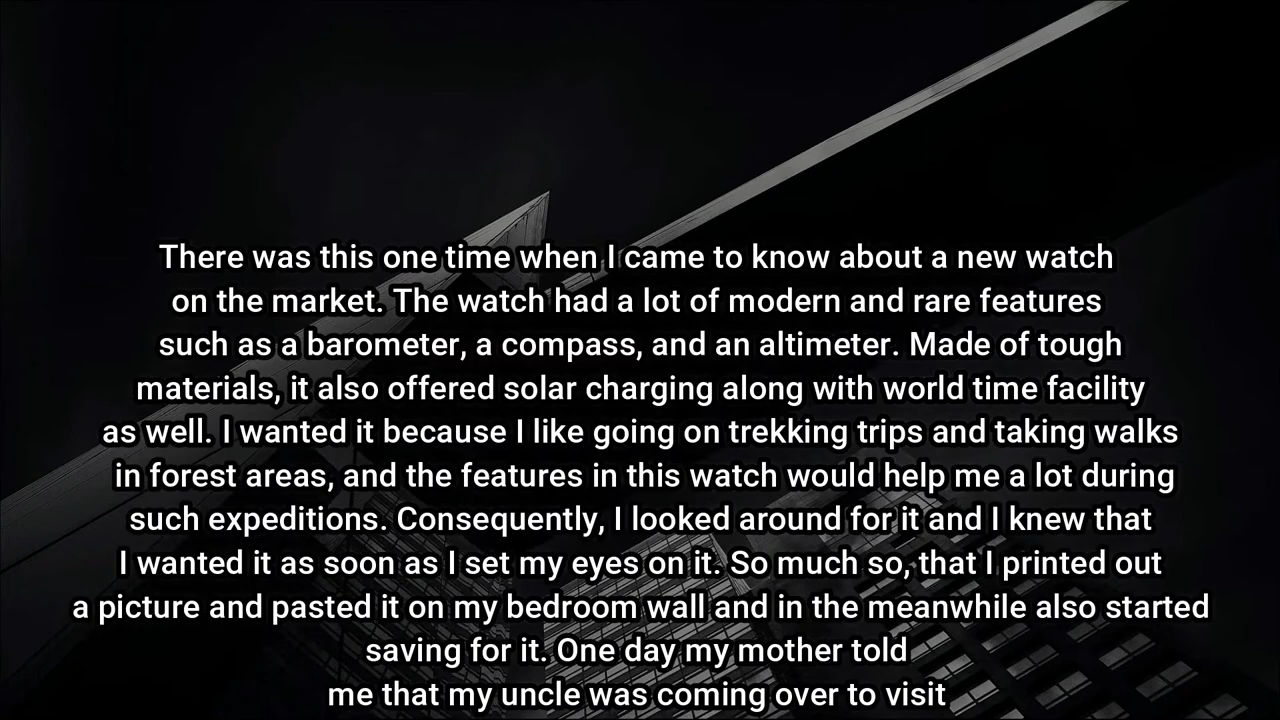 There was this one time when I came to know about a new watch
on the market. The watch had a lot of modern and rare features
such as a barometer, a compass, and an altimeter. Made of tough
materials, it also offered solar charging along with world time facility
as well. I wanted it because I like going on trekking trips and taking walks
in forest areas, and the features in this watch would help me a lot during
such expeditions. Consequently, I looked around for it and I knew that
I wanted it as soon as I set my eyes on it. So much so, that I printed out
a picture and pasted it on my bedroom wall and in the meanwhile also started
saving for it. One day my mother told
me that my uncle was coming over to visit